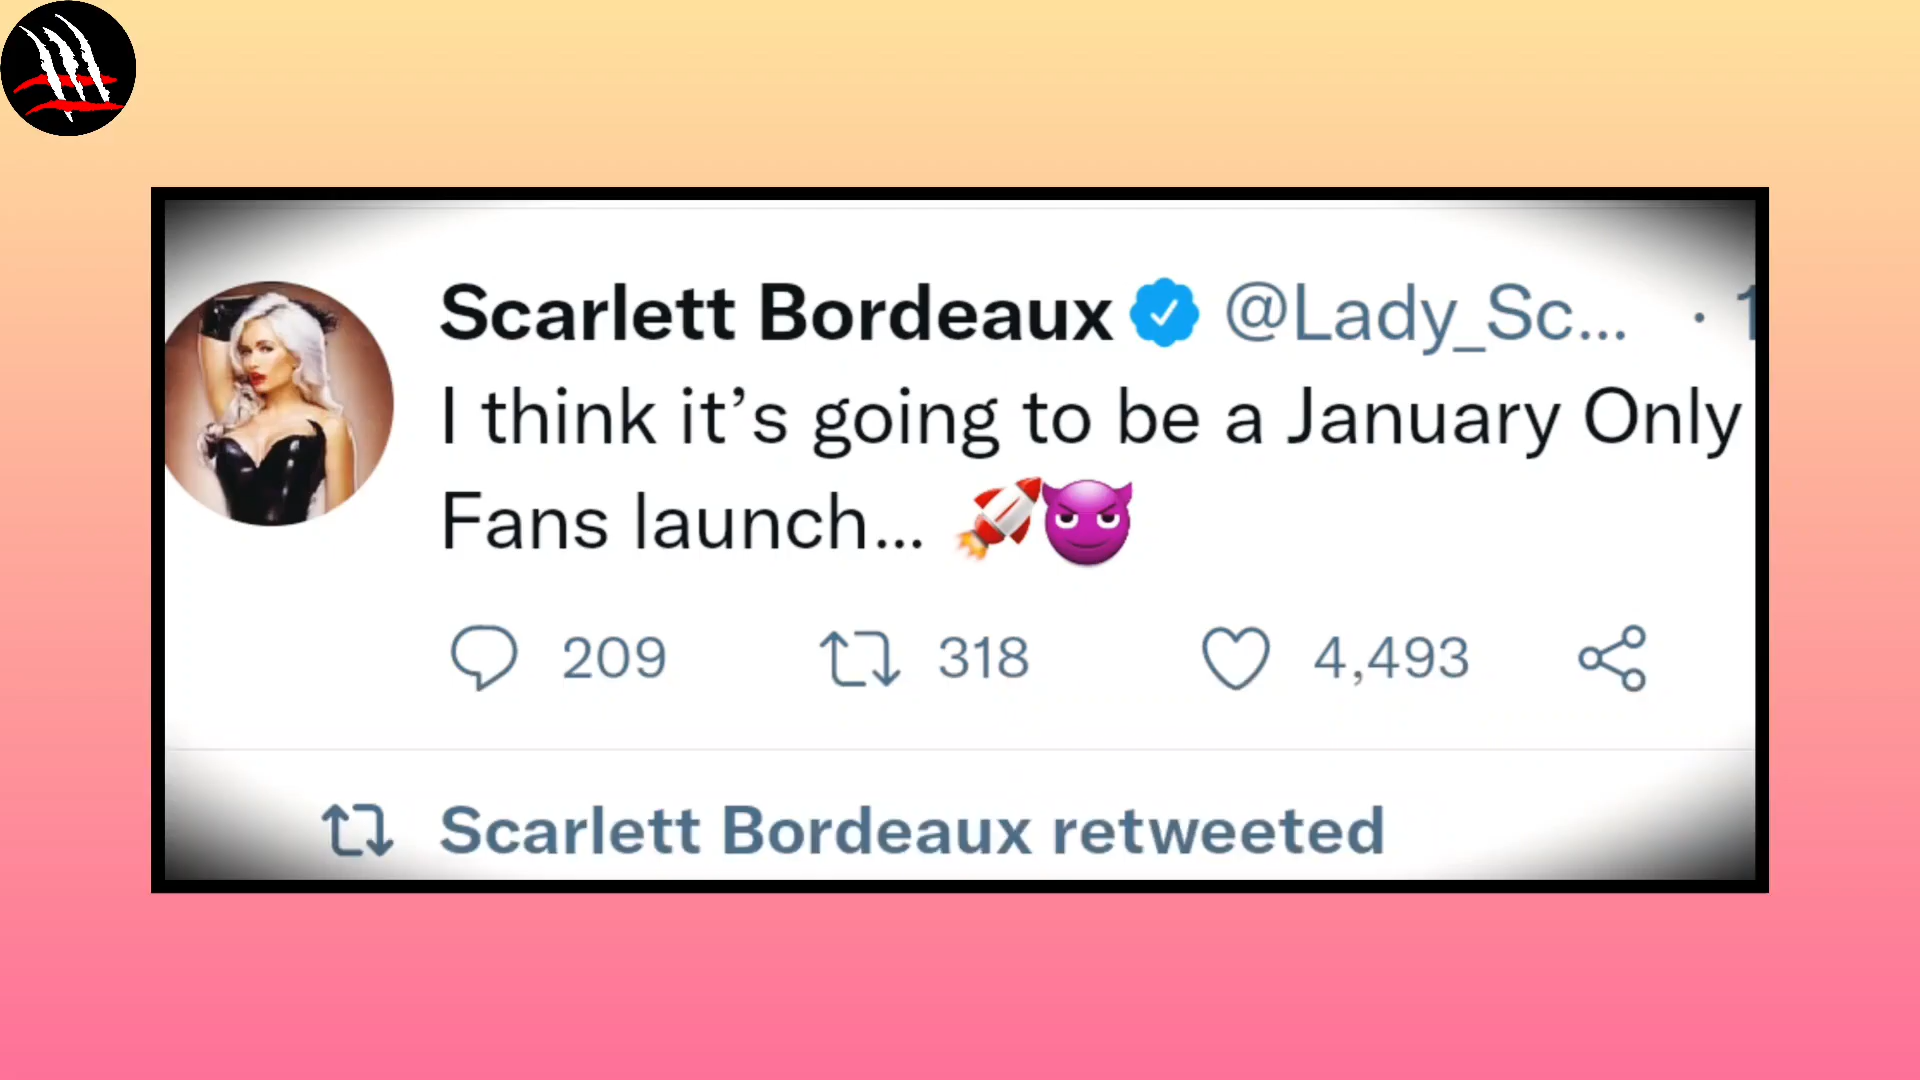 Scarlett Bordeaux @Lady_Sc... · 1
I think it’s going to be a January Only
Fans launch... 🚀😈
209 318 4,493
Scarlett Bordeaux retweeted